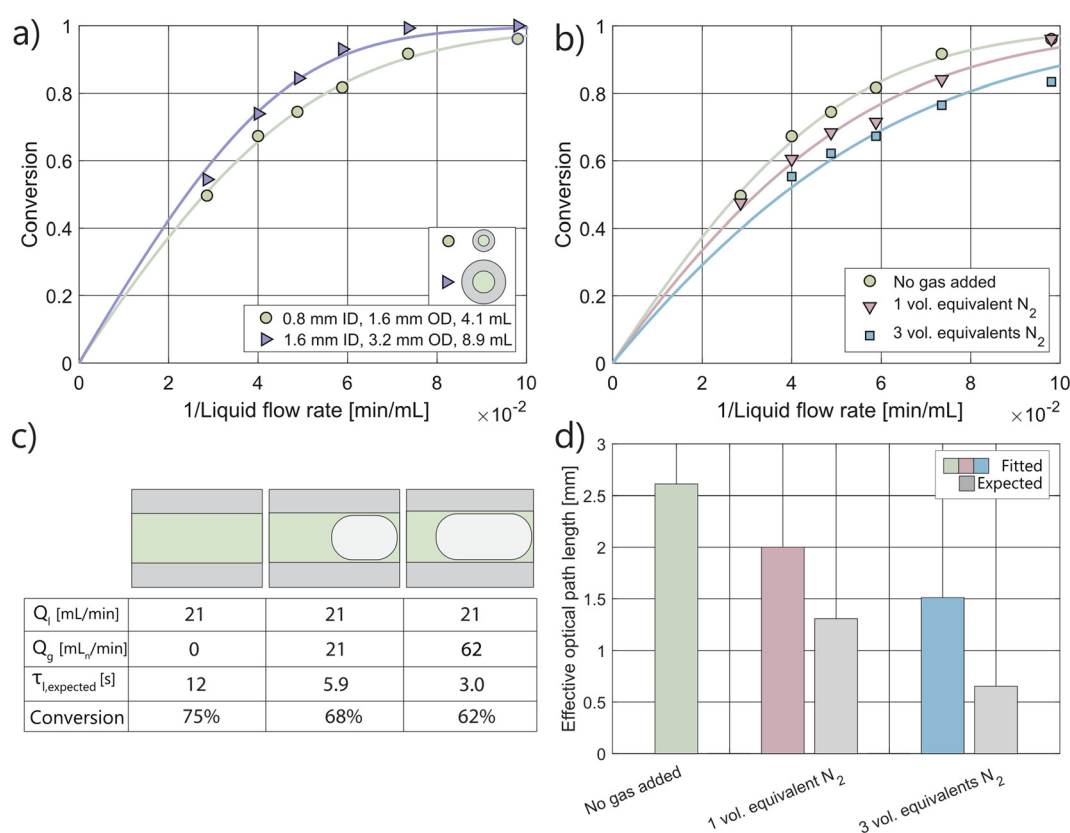 a)
Conversion
1
0.8
0.6
0.4
0.2
0
0 2 4 6 8 10
1/Liquid flow rate [min/mL]
×10⁻²
0.8 mm ID, 1.6 mm OD, 4.1 mL
1.6 mm ID, 3.2 mm OD, 8.9 mL
b)
Conversion
1
0.8
0.6
0.4
0.2
0
0 2 4 6 8 10
1/Liquid flow rate [min/mL]
×10⁻²
No gas added
1 vol. equivalent N₂
3 vol. equivalents N₂
c)
Qₗ [mL/min] 21 21 21
Q_g [mLₙ/min] 0 21 62
τ_l,expected [s] 12 5.9 3.0
Conversion 75% 68% 62%
d)
Effective optical path length [mm]
3
2.5
2
1.5
1
0.5
0
Fitted
Expected
No gas added
1 vol. equivalent N₂
3 vol. equivalents N₂